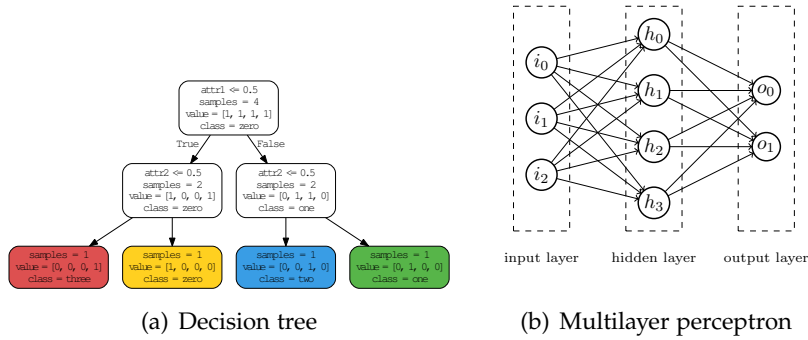 attr1 <= 0.5
samples = 4
value = [1, 1, 1, 1]
class = zero
True
False
attr2 <= 0.5
samples = 2
value = [1, 0, 0, 1]
class = zero
attr2 <= 0.5
samples = 2
value = [0, 1, 1, 0]
class = one
samples = 1
value = [0, 0, 0, 1]
class = three
samples = 1
value = [1, 0, 0, 0]
class = zero
samples = 1
value = [0, 0, 1, 0]
class = two
samples = 1
value = [0, 1, 0, 0]
class = one
(a) Decision tree
i0
i1
i2
h0
h1
h2
h3
o0
o1
input layer
hidden layer
output layer
(b) Multilayer perceptron